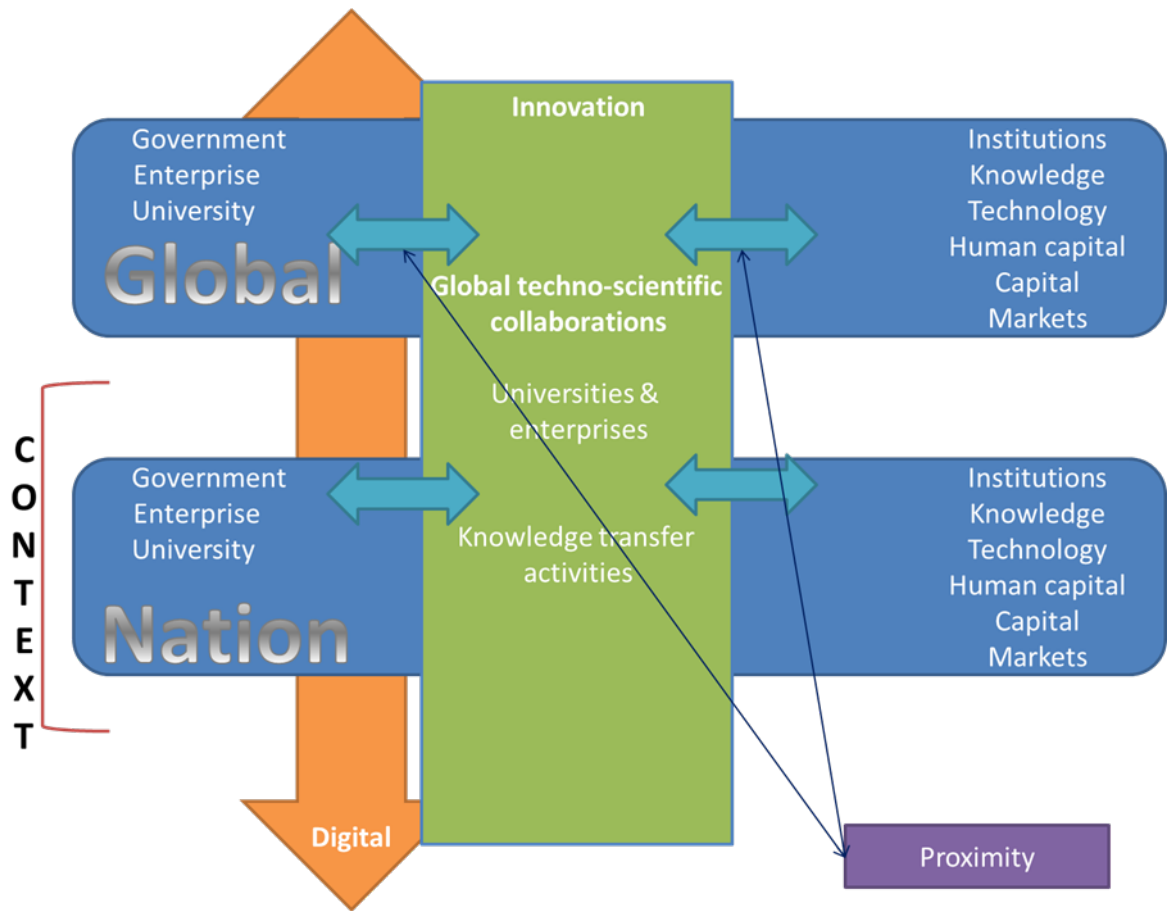 Innovation
Government
Enterprise
University
Global
Institutions
Knowledge
Technology
Human capital
Capital
Markets
Global techno-scientific
collaborations
Universities &
enterprises
CONTEXT
Government
Enterprise
University
Nation
Knowledge transfer
activities
Institutions
Knowledge
Technology
Human capital
Capital
Markets
Digital
Proximity